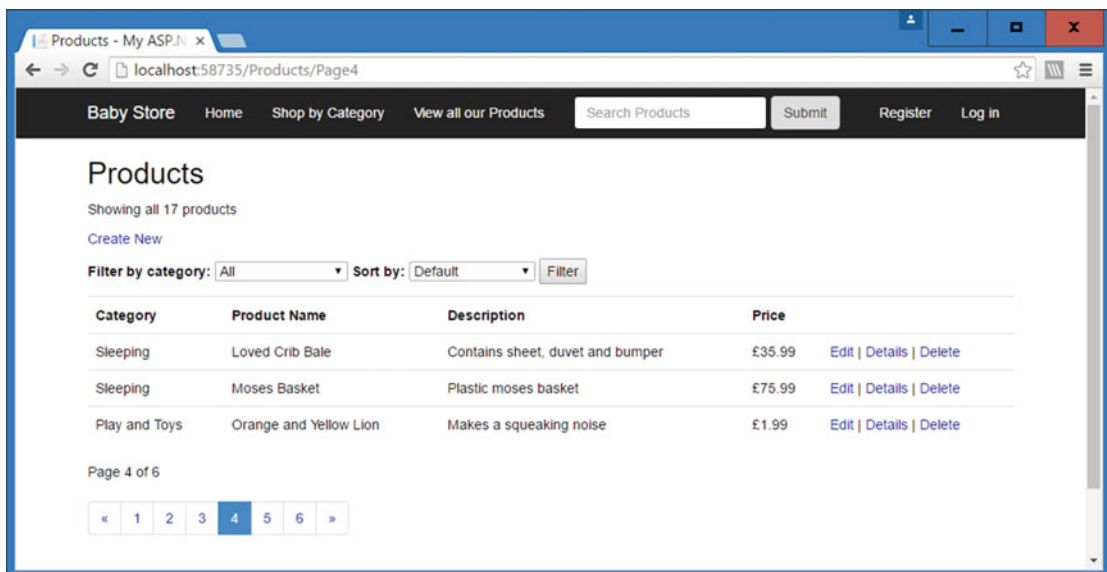 Products - My ASP.N
localhost:58735/Products/Page4
Baby Store Home Shop by Category View all our Products Search Products Submit Register Log in
Products
Showing all 17 products
Create New
Filter by category: All Sort by: Default Filter
Category Product Name Description Price
Sleeping Loved Crib Bale Contains sheet, duvet and bumper £35.99 Edit | Details | Delete
Sleeping Moses Basket Plastic moses basket £75.99 Edit | Details | Delete
Play and Toys Orange and Yellow Lion Makes a squeaking noise £1.99 Edit | Details | Delete
Page 4 of 6
« 1 2 3 4 5 6 »